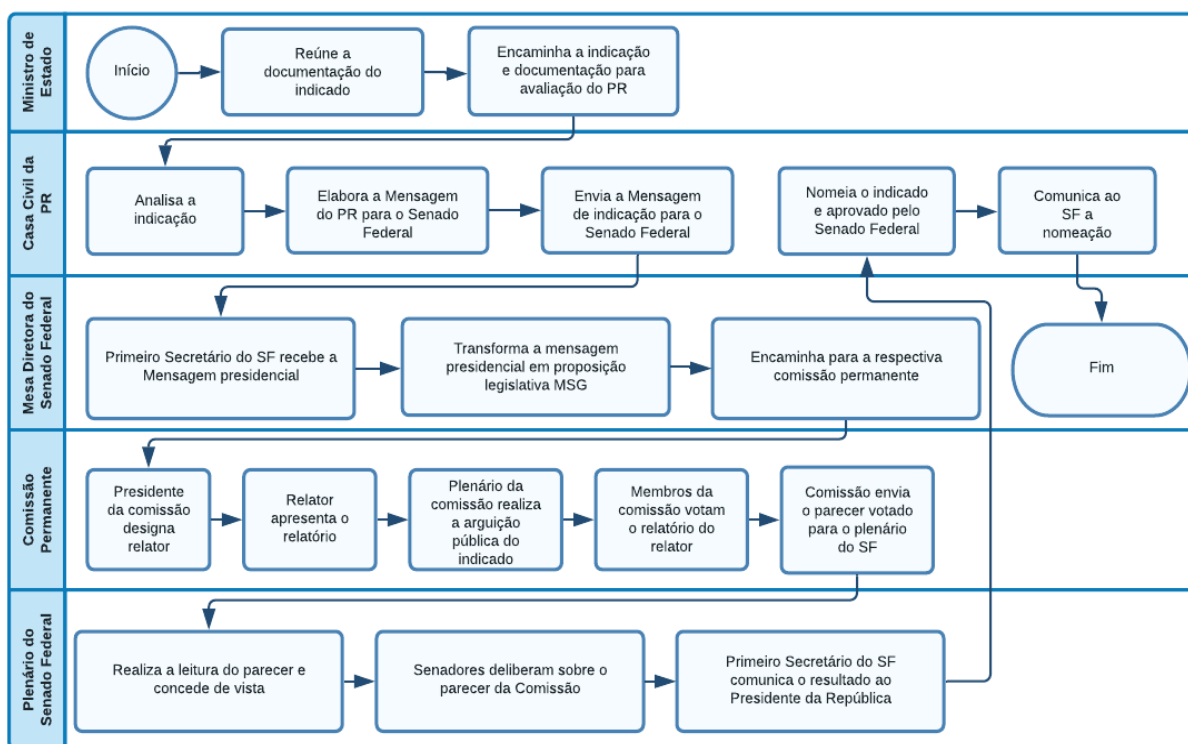 Ministro de
Estado
Início
Reúne a
documentação do
indicado
Encaminha a indicação
e documentação para
avaliação do PR
Casa Civil da
PR
Analisa a
indicação
Elabora a Mensagem
do PR para o Senado
Federal
Envia a Mensagem
de indicação para o
Senado Federal
Nomeia o indicado
e aprovado pelo
Senado Federal
Comunica ao
SF a
nomeação
Mesa Diretora do
Senado Federal
Primeiro Secretário do SF recebe a
Mensagem presidencial
Transforma a mensagem
presidencial em proposição
legislativa MSG
Encaminha para a respectiva
comissão permanente
Fim
Comissão
Permanente
Presidente
da comissão
designa
relator
Relator
apresenta o
relatório
Plenário da
comissão realiza
a arguição
pública do
indicado
Membros da
comissão votam
o relatório do
relator
Comissão envia
o parecer votado
para o plenário
do SF
Plenário do
Senado Federal
Realiza a leitura do parecer e
concede de vista
Senadores deliberam sobre o
parecer da Comissão
Primeiro Secretário do SF
comunica o resultado ao
Presidente da República